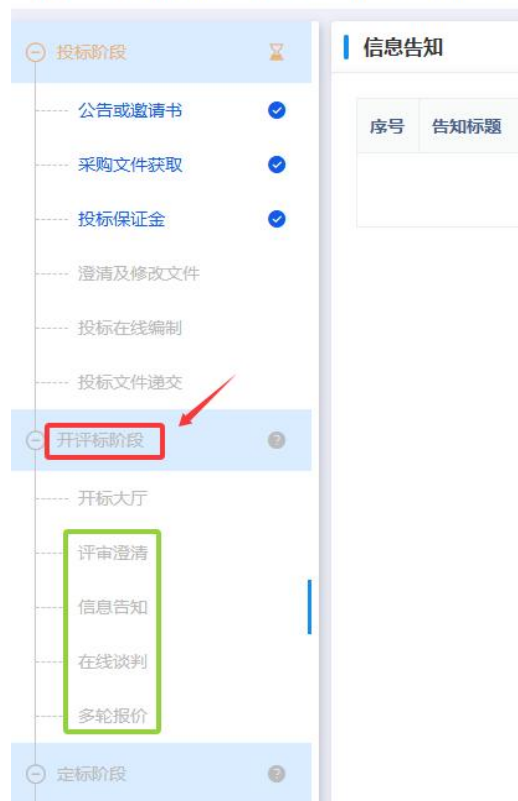 投标阶段
公告或邀请书
采购文件获取
投标保证金
澄清及修改文件
投标在线编制
投标文件递交
开评标阶段
开标大厅
评审澄清
信息告知
在线谈判
多轮报价
定标阶段
信息告知
序号 告知标题